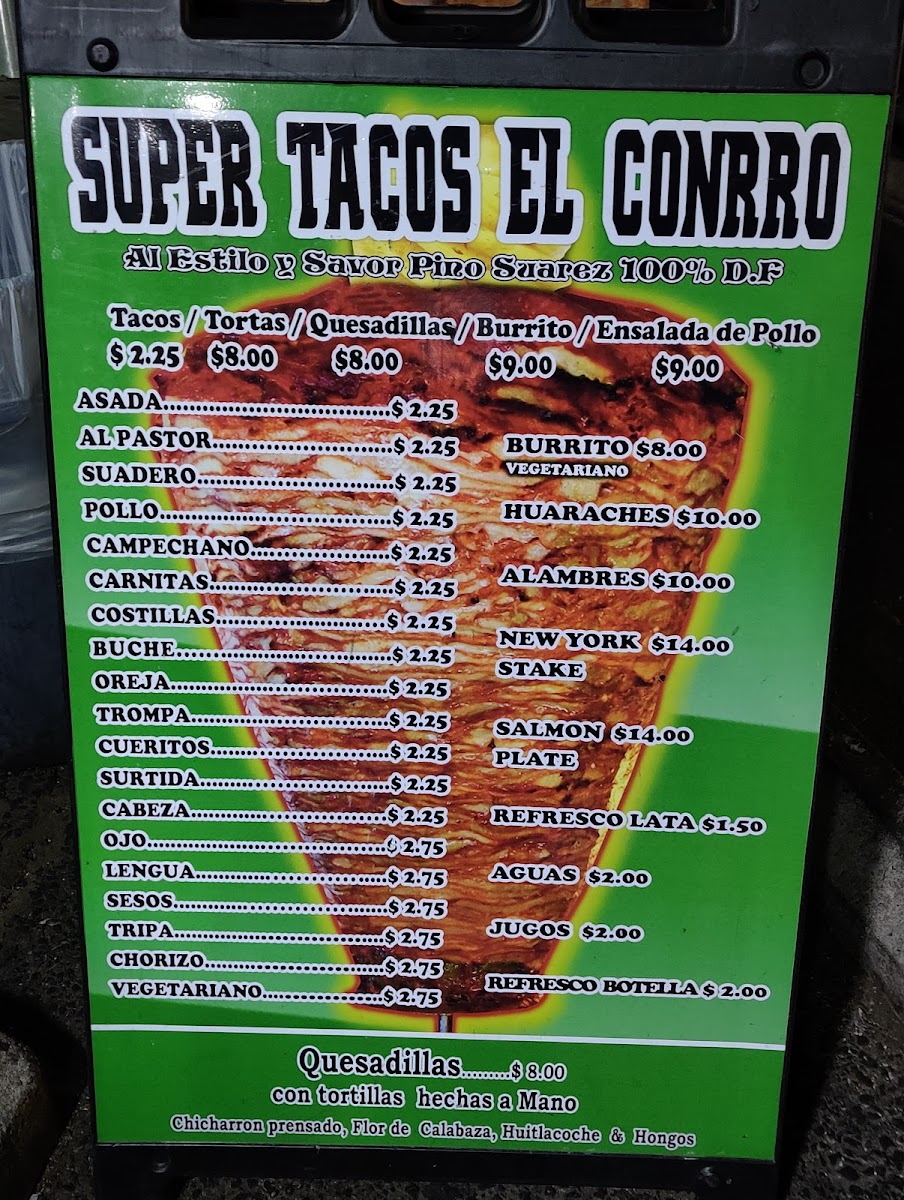 SUPER TACOS EL CONRRO
Al Estilo y Savor Pino Suarez 100% D.F
Tacos / Tortas / Quesadillas / Burrito / Ensalada de Pollo
$ 2.25 $8.00 $8.00 $9.00 $9.00
ASADA................................$ 2.25
AL PASTOR.........................$ 2.25
SUADERO...........................$ 2.25
POLLO................................$ 2.25
CAMPECHANO...................$ 2.25
CARNITAS.........................$ 2.25
COSTILLAS.......................$ 2.25
BUCHE..............................$ 2.25
OREJA..............................$ 2.25
TROMPA...........................$ 2.25
CUERITOS........................$ 2.25
SURTIDA..........................$ 2.25
CABEZA...........................$ 2.25
OJO.................................$ 2.75
LENGUA..........................$ 2.75
SESOS.............................$ 2.75
TRIPA.............................$ 2.75
CHORIZO........................$ 2.75
VEGETARIANO................$ 2.75
BURRITO $8.00
VEGETARIANO
HUARACHES $10.00
ALAMBRES $10.00
NEW YORK $14.00
STAKE
SALMON $14.00
PLATE
REFRESCO LATA $1.50
AGUAS $2.00
JUGOS $2.00
REFRESCO BOTELLA $ 2.00
Quesadillas.........$ 8.00
con tortillas hechas a Mano
Chicharron prensado, Flor de Calabaza, Huitlacoche & Hongos